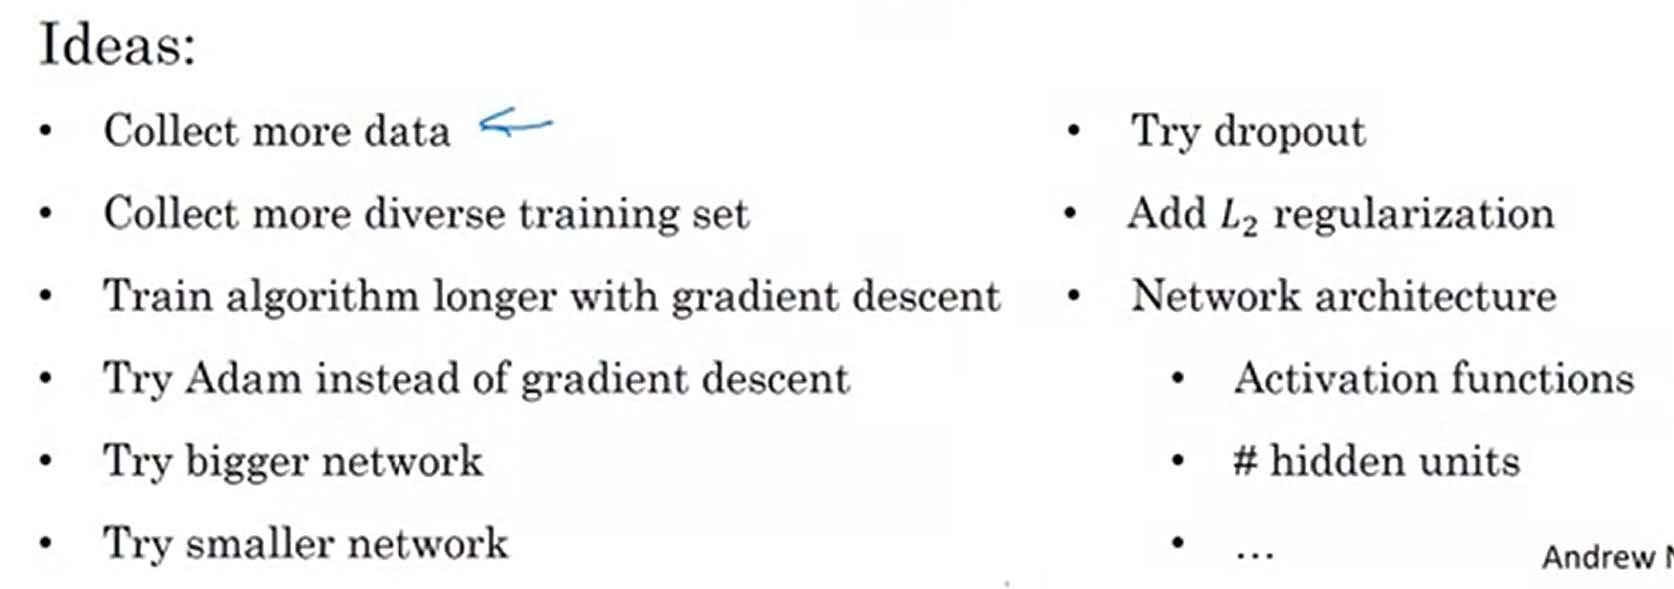 Ideas:
• Collect more data
• Collect more diverse training set
• Train algorithm longer with gradient descent
• Try Adam instead of gradient descent
• Try bigger network
• Try smaller network
• Try dropout
• Add L₂ regularization
• Network architecture
• Activation functions
• # hidden units
• ...
Andrew